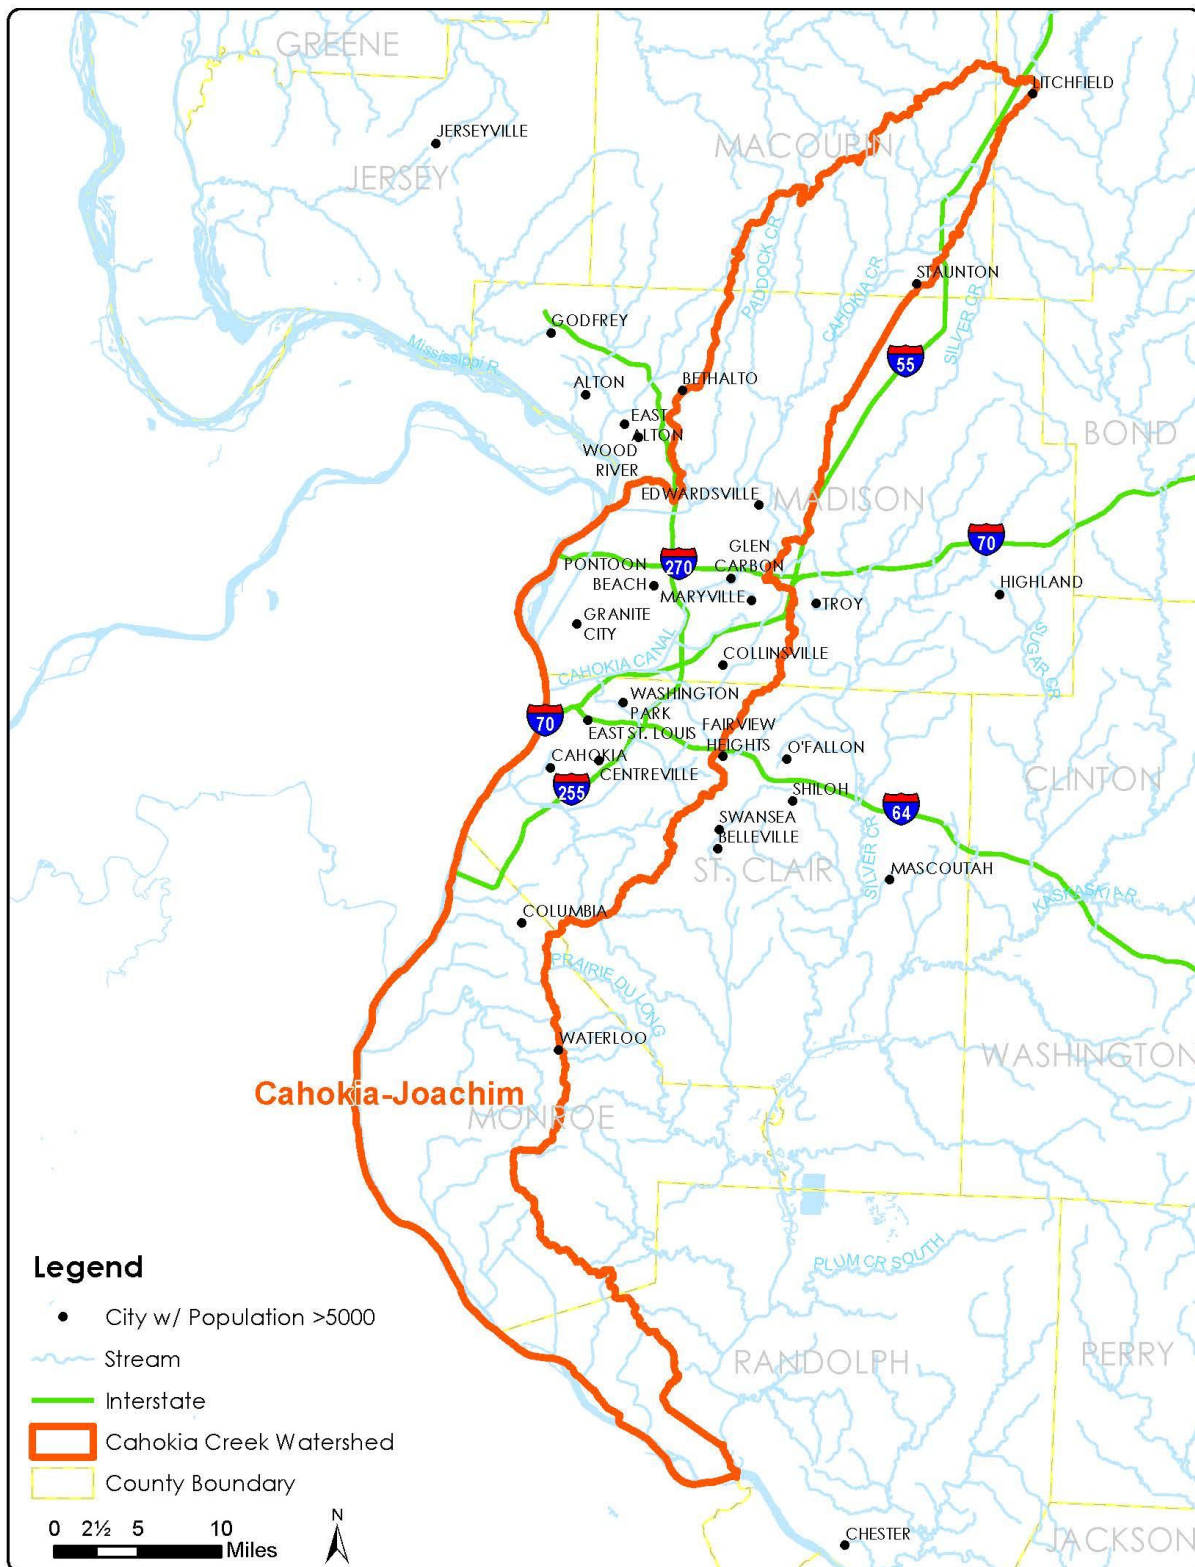 GREENE
LITCHFIELD
JERSEYVILLE
MACOUPIN
JERSEY
PADDOCK CR
CAHOKIA CR
STAUNTON
SILVER CR
GODFREY
Mississippi R
55
ALTON
BETHALTO
EAST
ALTON
BOND
WOOD
RIVER
EDWARDSVILLE
MADISON
70
GLEN
CARBON
PONTOON
BEACH
270
MARYVILLE
TROY
HIGHLAND
GRANITE
CITY
SUGAR CR
CAHOKIA CANAL
COLLINSVILLE
WASHINGTON
PARK
70
EAST ST. LOUIS
FAIRVIEW
HEIGHTS
O'FALLON
CAHOKIA
CENTREVILLE
255
CLINTON
SHILOH
64
SWANSEA
BELLEVILLE
ST. CLAIR
SILVER CR
MASCOUTAH
KASKASKIA R
COLUMBIA
PRAIRIE DU LONG
WATERLOO
WASHINGTON
Cahokia-Joachim
MONROE
PLUM CR SOUTH
RANDOLPH
PERRY
Legend
City w/ Population >5000
Stream
Interstate
Cahokia Creek Watershed
County Boundary
N
0 2½ 5 10
Miles
CHESTER
JACKSON